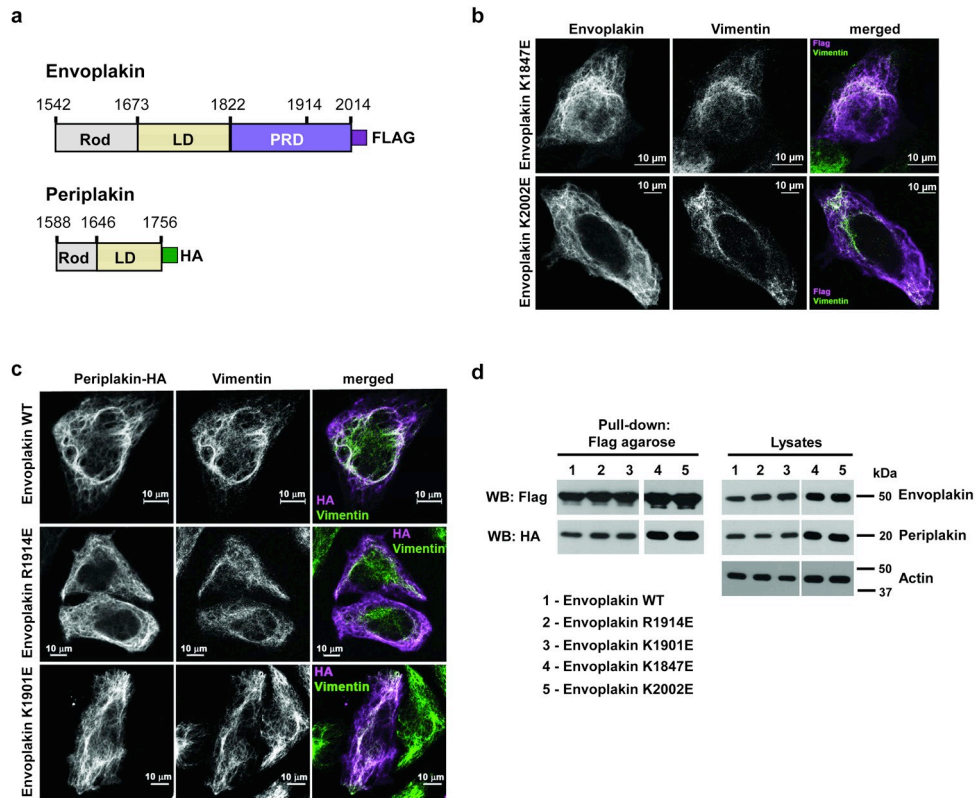 a
Envoplakin
1542 1673 1822 1914 2014
Rod LD PRD FLAG
Periplakin
1588 1646 1756
Rod LD HA
b
Envoplakin Vimentin merged
Envoplakin K1847E
Flag
Vimentin
10 µm 10 µm 10 µm
Envoplakin K2002E
10 µm 10 µm 10 µm
Flag
Vimentin
c
Periplakin-HA Vimentin merged
Envoplakin WT
10 µm 10 µm 10 µm
HA
Vimentin
Envoplakin R1914E
HA
Vimentin
10 µm 10 µm 10 µm
Envoplakin K1901E
HA
Vimentin
10 µm 10 µm 10 µm
d
Pull-down:
Flag agarose
Lysates
1 2 3 4 5 1 2 3 4 5 kDa
WB: Flag 50 Envoplakin
WB: HA 20 Periplakin
50
Actin
37
1 - Envoplakin WT
2 - Envoplakin R1914E
3 - Envoplakin K1901E
4 - Envoplakin K1847E
5 - Envoplakin K2002E